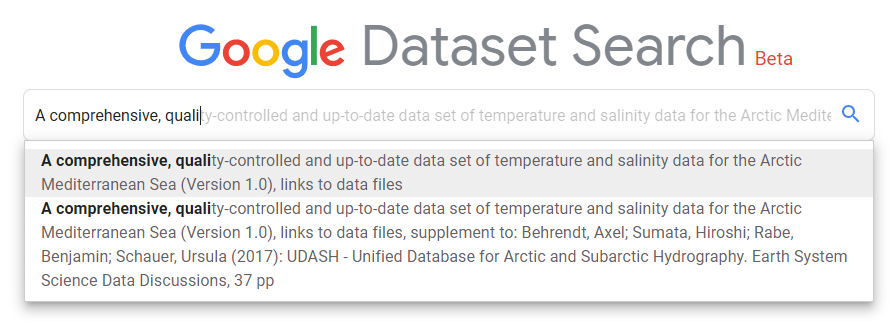 Google Dataset Search Beta
A comprehensive, quality-controlled and up-to-date data set of temperature and salinity data for the Arctic Medite
A comprehensive, quality-controlled and up-to-date data set of temperature and salinity data for the Arctic
Mediterranean Sea (Version 1.0), links to data files
A comprehensive, quality-controlled and up-to-date data set of temperature and salinity data for the Arctic
Mediterranean Sea (Version 1.0), links to data files, supplement to: Behrendt, Axel; Sumata, Hiroshi; Rabe,
Benjamin; Schauer, Ursula (2017): UDASH - Unified Database for Arctic and Subarctic Hydrography. Earth System
Science Data Discussions, 37 pp